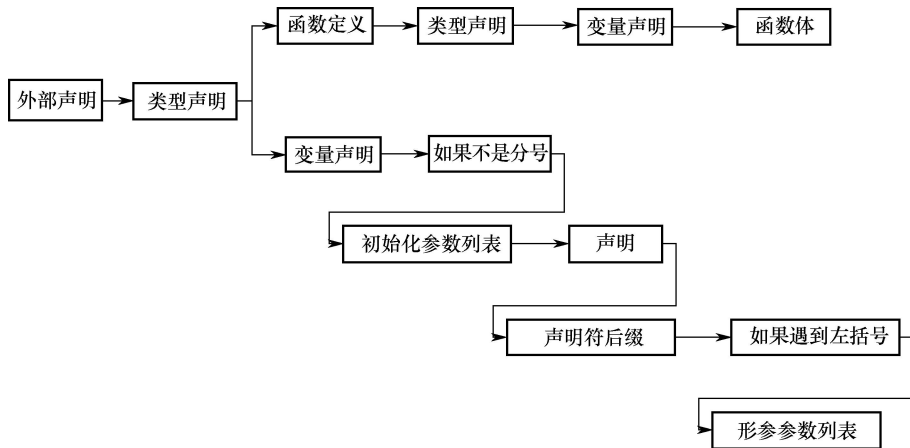 函数定义
类型声明
变量声明
函数体
外部声明
类型声明
变量声明
如果不是分号
初始化参数列表
声明
声明符后缀
如果遇到左括号
形参参数列表